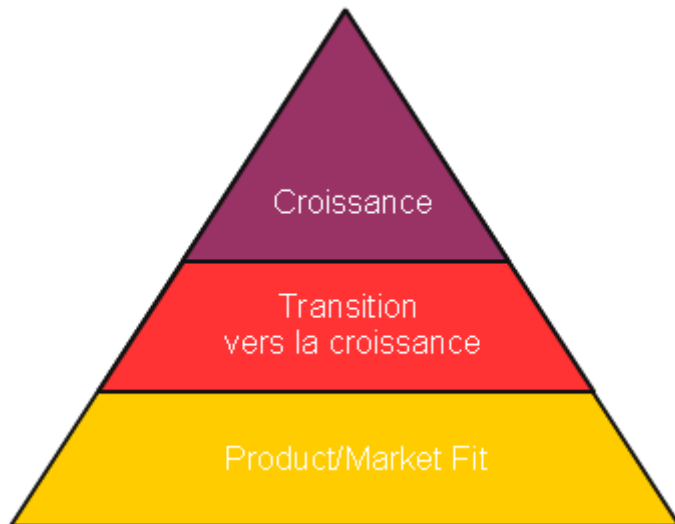 Croissance
Transition
vers la croissance
Product/Market Fit